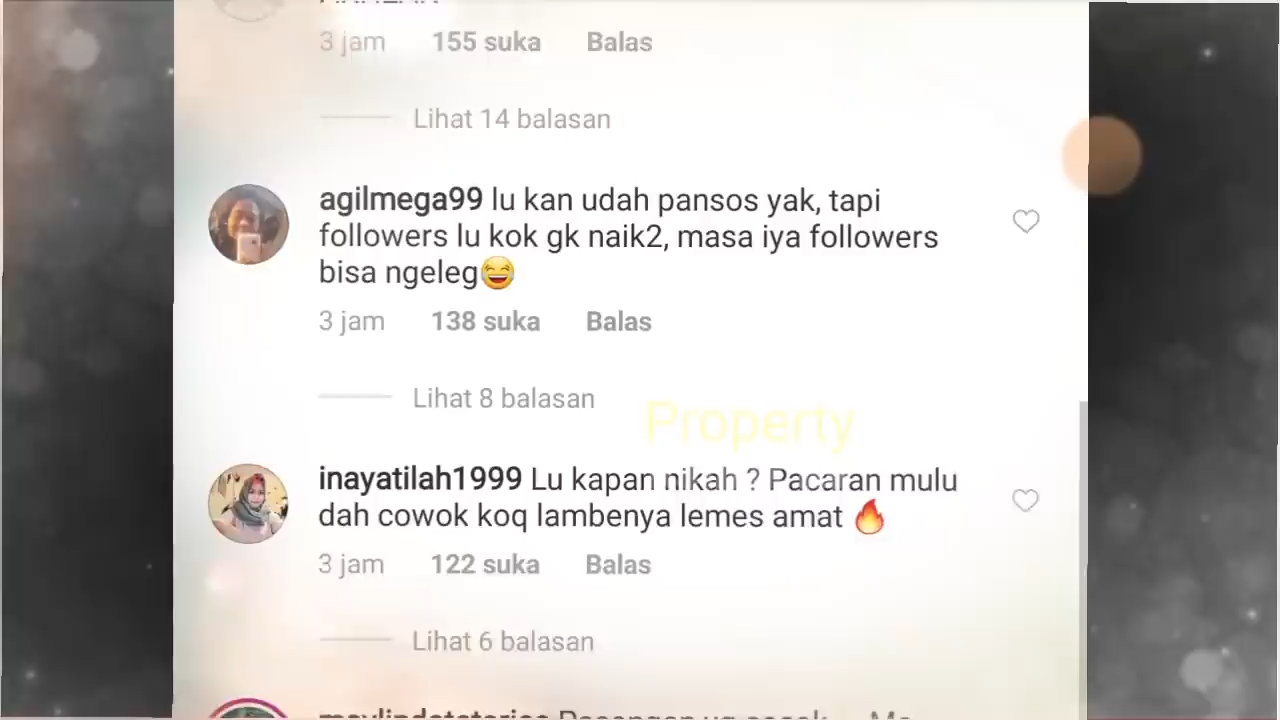 3 jam 155 suka Balas
Lihat 14 balasan
agilmega99 lu kan udah pansos yak, tapi
followers lu kok gk naik2, masa iya followers
bisa ngeleg😂
3 jam 138 suka Balas
Lihat 8 balasan
Property
inayatilah1999 Lu kapan nikah ? Pacaran mulu
dah cowok koq lambenya lemes amat 🔥
3 jam 122 suka Balas
Lihat 6 balasan